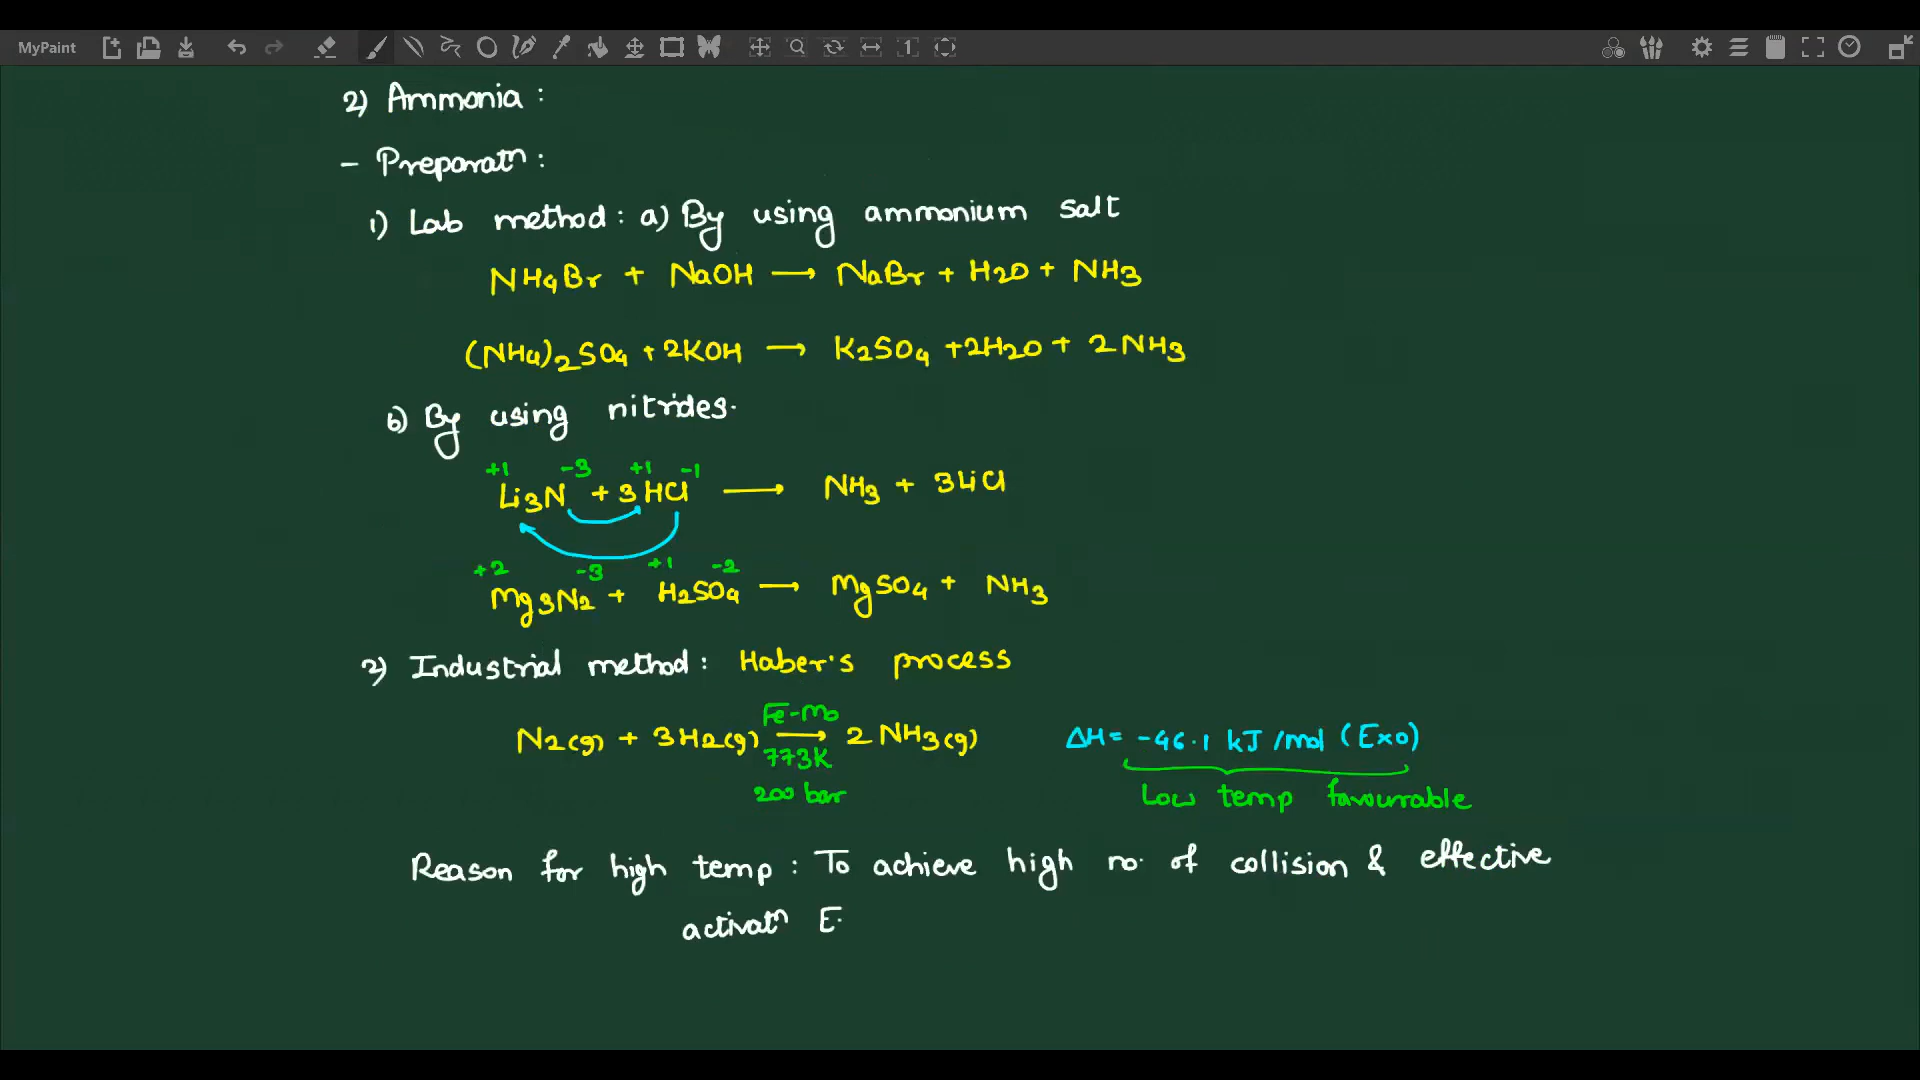 MyPaint
2) Ammonia :
- Preparatn :
1) Lab method : a) By using ammonium salt
NH4Br + NaOH → NaBr + H2O + NH3
(NH4)2SO4 + 2KOH → K2SO4 + 2H2O + 2NH3
b) By using nitrides.
+1 -3 +1 -1
Li3N + 3HCl → NH3 + 3LiCl
+2 -3 +1 -2
Mg3N2 + H2SO4 → MgSO4 + NH3
2) Industrial method : Haber's process
Fe-Mo
N2(g) + 3H2(g) → 2NH3(g) ΔH = -46.1 kJ/mol (Exo)
773K
200 bar Low temp favourrable
Reason for high temp : To achieve high no. of collision & effective
activatn E.